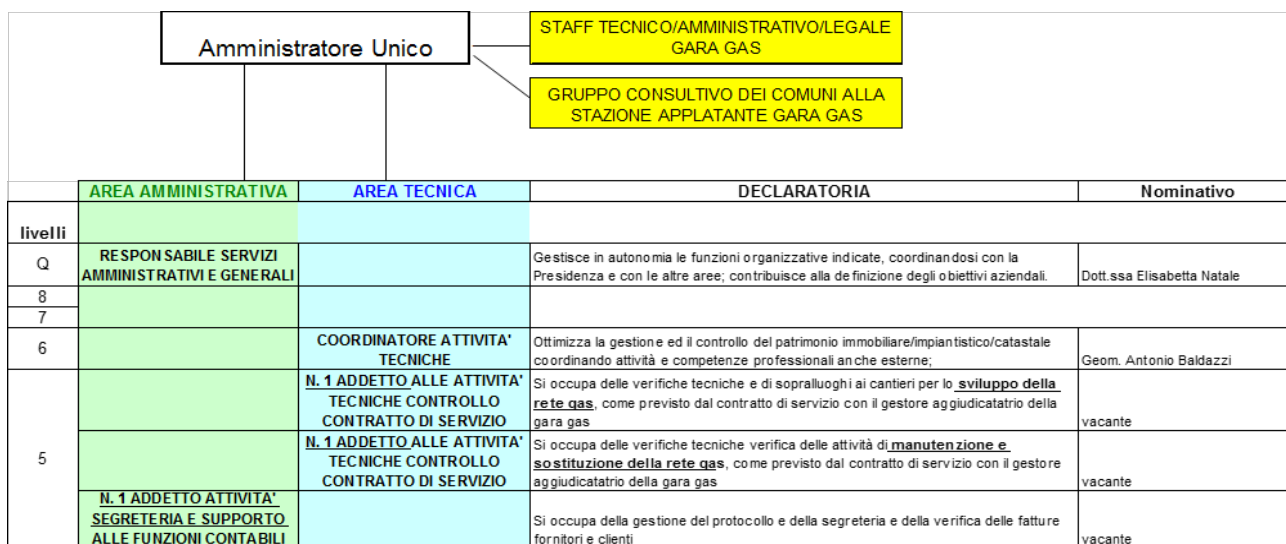 Amministratore Unico
STAFF TECNICO/AMMINISTRATIVO/LEGALE
GARA GAS
GRUPPO CONSULTIVO DEI COMUNI ALLA
STAZIONE APPLATANTE GARA GAS
AREA AMMINISTRATIVA
AREA TECNICA
DECLARATORIA
Nominativo
livelli
Q
RESPONSABILE SERVIZI
AMMINISTRATIVI E GENERALI
Gestisce in autonomia le funzioni organizzative indicate, coordinandosi con la
Presidenza e con le altre aree; contribuisce alla definizione degli obiettivi aziendali.
Dott.ssa Elisabetta Natale
8
7
6
COORDINATORE ATTIVITA'
TECNICHE
Ottimizza la gestione ed il controllo del patrimonio immobiliare/impiantistico/catastale
coordinando attività e competenze professionali anche esterne;
Geom. Antonio Baldazzi
5
N. 1 ADDETTO ALLE ATTIVITA'
TECNICHE CONTROLLO
CONTRATTO DI SERVIZIO
Si occupa delle verifiche tecniche e di sopralluoghi ai cantieri per lo sviluppo della
rete gas, come previsto dal contratto di servizio con il gestore aggiudicatatrio della
gara gas
vacante
N. 1 ADDETTO ALLE ATTIVITA'
TECNICHE CONTROLLO
CONTRATTO DI SERVIZIO
Si occupa delle verifiche tecniche verifica delle attività di manutenzione e
sostituzione della rete gas, come previsto dal contratto di servizio con il gestore
aggiudicatatrio della gara gas
vacante
N. 1 ADDETTO ATTIVITA'
SEGRETERIA E SUPPORTO
ALLE FUNZIONI CONTABILI
Si occupa della gestione del protocollo e della segreteria e della verifica delle fatture
fornitori e clienti
vacante